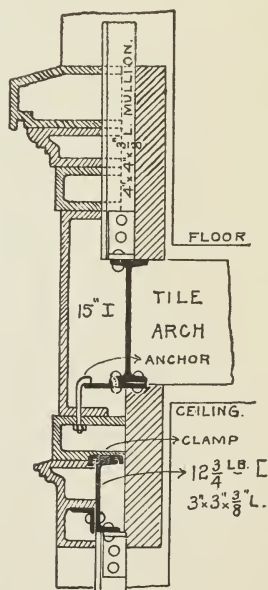 4"x4"x3/8" L. MULLION.
FLOOR
15" I
TILE
ARCH
ANCHOR
CEILING.
CLAMP
12 3/4 LB. [
3"x3"x3/8" L.